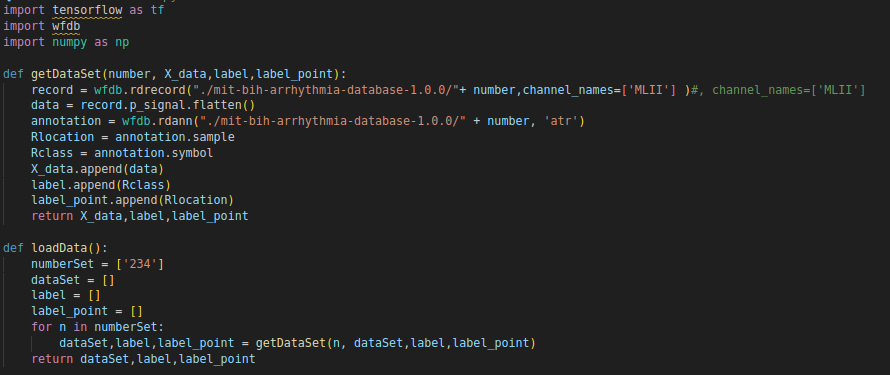 import tensorflow as tf
import wfdb
import numpy as np
def getDataSet(number, X_data,label,label_point):
record = wfdb.rdrecord("./mit-bih-arrhythmia-database-1.0.0/"+ number,channel_names=['MLII'] )#, channel_names=['MLII']
data = record.p_signal.flatten()
annotation = wfdb.rdann("./mit-bih-arrhythmia-database-1.0.0/" + number, 'atr')
Rlocation = annotation.sample
Rclass = annotation.symbol
X_data.append(data)
label.append(Rclass)
label_point.append(Rlocation)
return X_data,label,label_point
def loadData():
numberSet = ['234']
dataSet = []
label = []
label_point = []
for n in numberSet:
dataSet,label,label_point = getDataSet(n, dataSet,label,label_point)
return dataSet,label,label_point